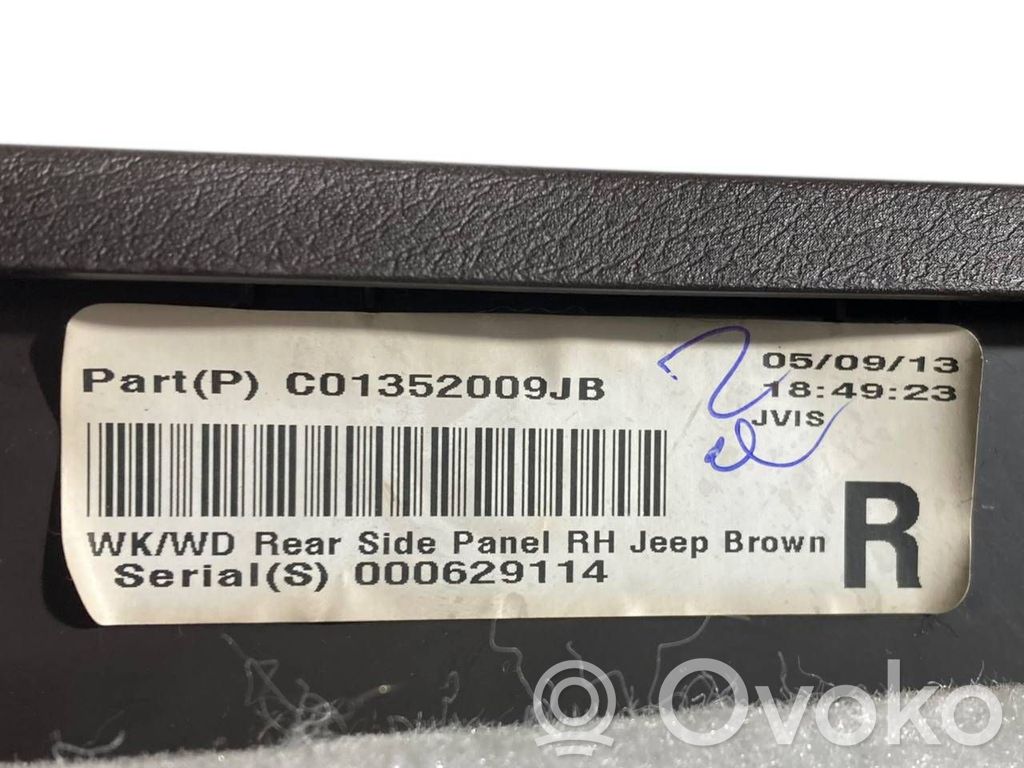 Part(P) C01352009JB
05/09/13
18:49:23
JVIS
WK/WD Rear Side Panel RH Jeep Brown
R
Serial(S) 000629114
Ovoko